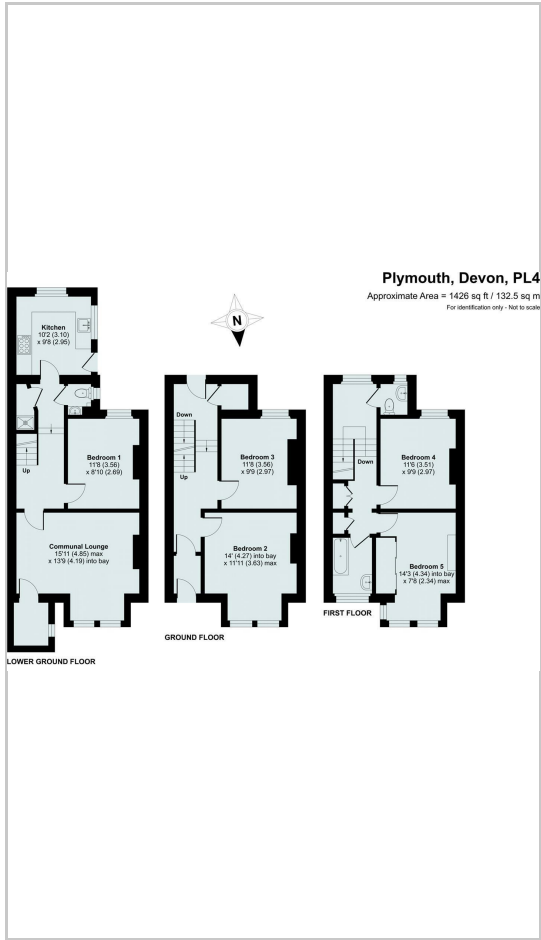 Plymouth, Devon, PL4
Approximate Area = 1426 sq ft / 132.5 sq m
For identification only - Not to scale
N
Kitchen
10'2 (3.10)
x 9'8 (2.95)
Up
Bedroom 1
11'8 (3.56)
x 8'10 (2.69)
Communal Lounge
15'11 (4.85) max
x 13'9 (4.19) into bay
LOWER GROUND FLOOR
Down
Up
Bedroom 3
11'8 (3.56)
x 9'9 (2.97)
Bedroom 2
14' (4.27) into bay
x 11'11 (3.63) max
GROUND FLOOR
Down
Bedroom 4
11'6 (3.51)
x 9'9 (2.97)
Bedroom 5
14'3 (4.34) into bay
x 7'8 (2.34) max
FIRST FLOOR